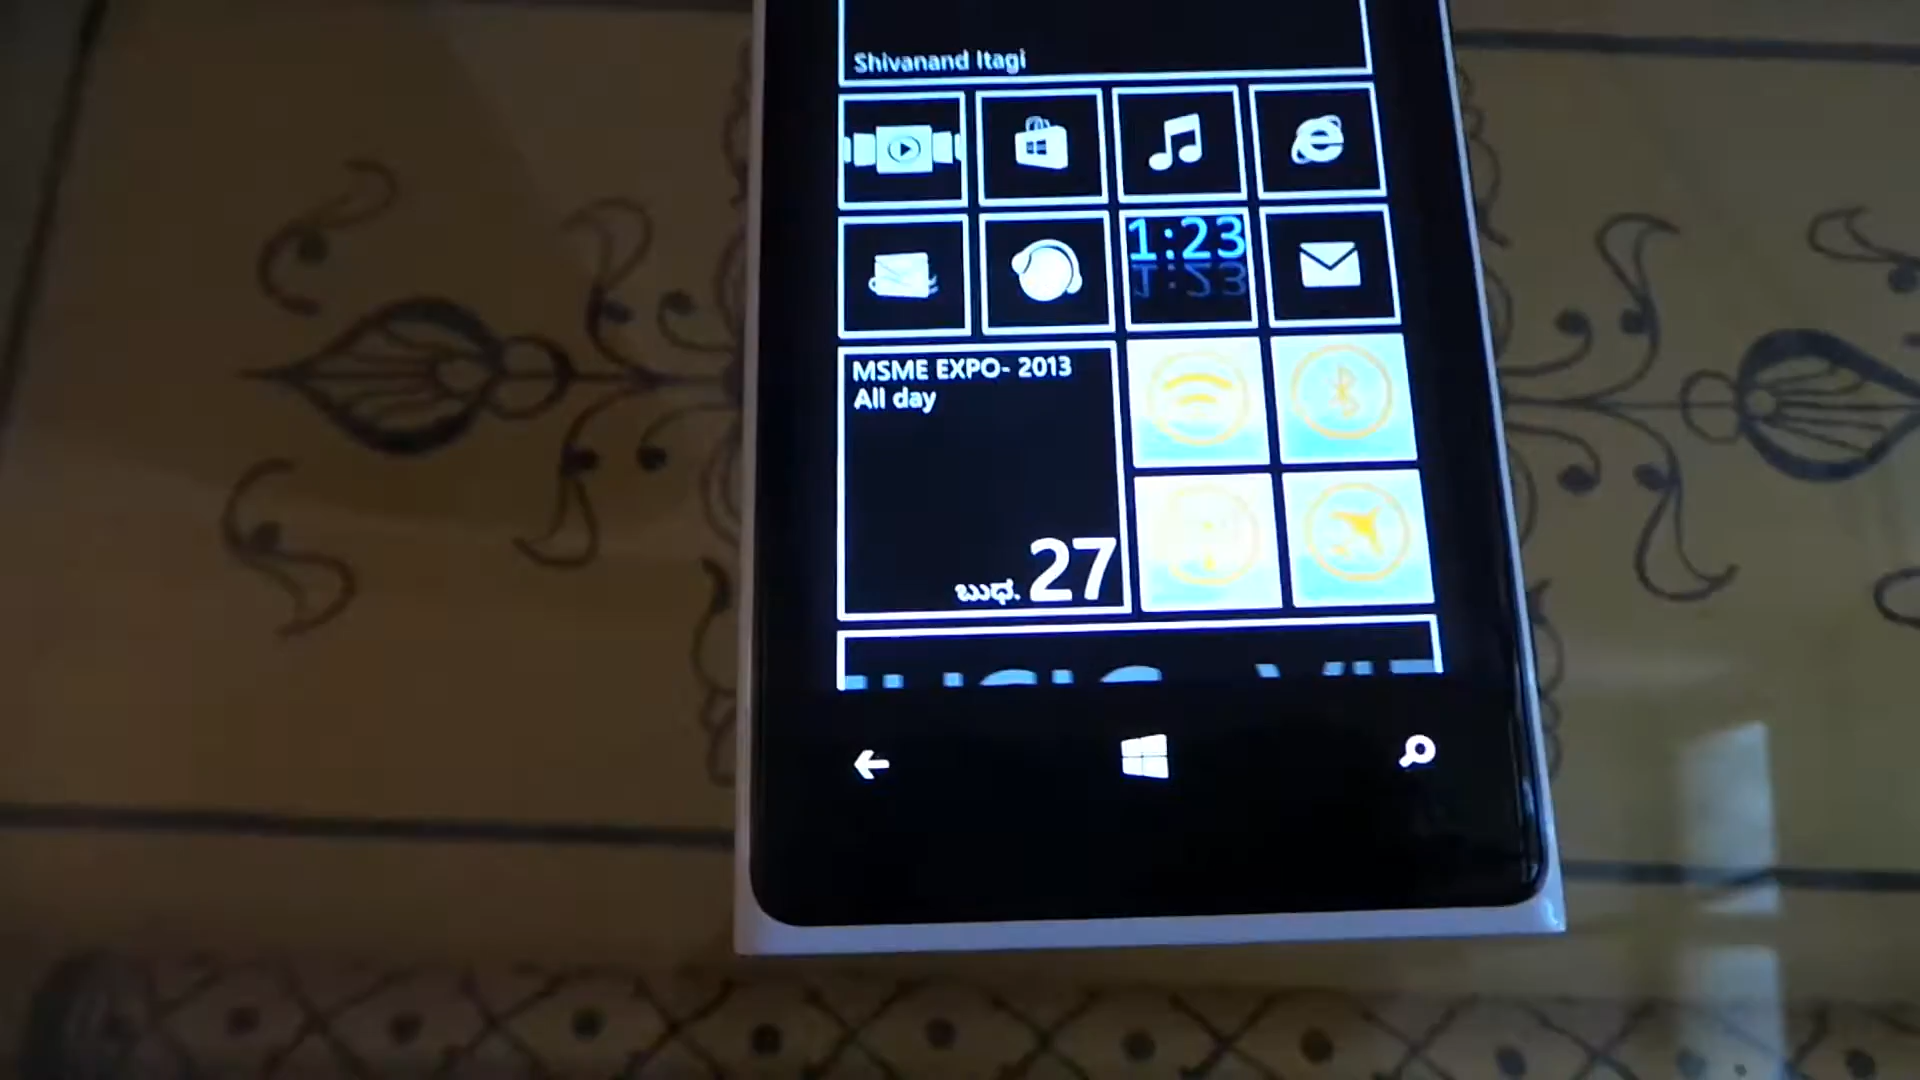 Shivanand Itagi
1:23
MSME EXPO- 2013
All day
ಬುಧ. 27